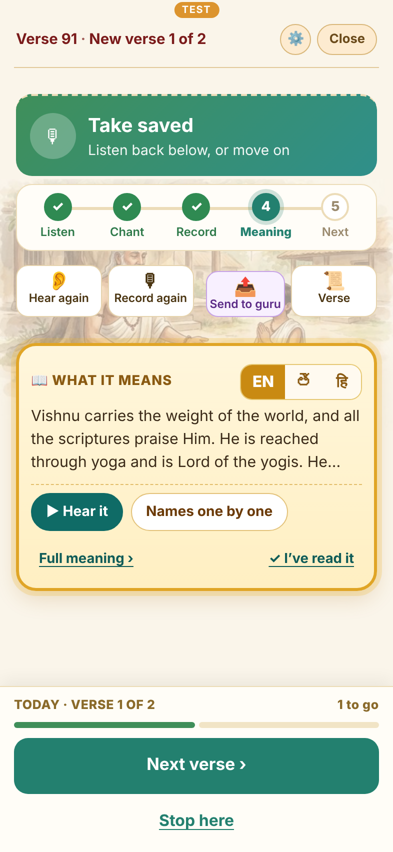 TEST
Verse 91 · New verse 1 of 2
Close
Take saved
Listen back below, or move on
4
5
Listen
Chant
Record
Meaning
Next
Hear again
Record again
Send to guru
Verse
WHAT IT MEANS
EN
తె
हि
Vishnu carries the weight of the world, and all
the scriptures praise Him. He is reached
through yoga and is Lord of the yogis. He...
▶ Hear it
Names one by one
Full meaning ›
✓ I've read it
TODAY · VERSE 1 OF 2
1 to go
Next verse ›
Stop here